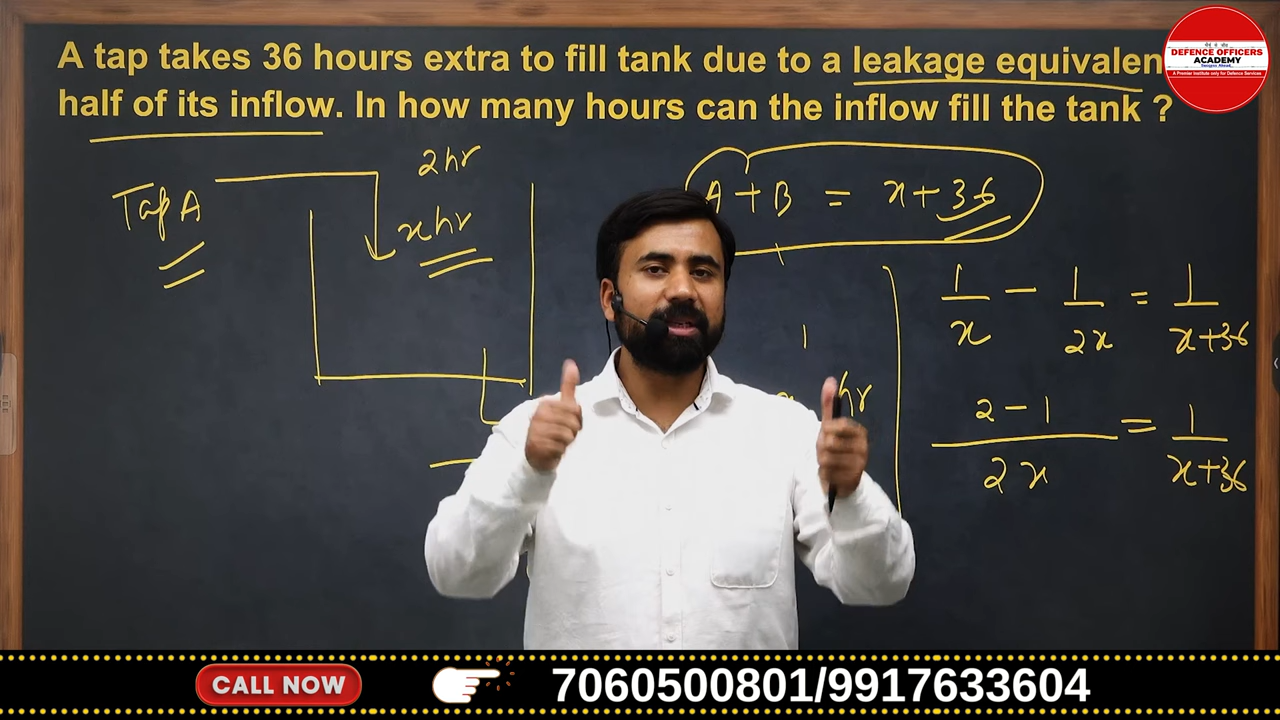 A tap takes 36 hours extra to fill tank due to a leakage equivalen
half of its inflow. In how many hours can the inflow fill the tank ?
DEFENCE OFFICERS
ACADEMY
A Premier Institute only for Defence Services
2hr
Tap A
x hr
A + B = x + 36
1/x - 1/2x = 1/x+36
1
hr
2 - 1/2x = 1/x+36
CALL NOW
7060500801/9917633604